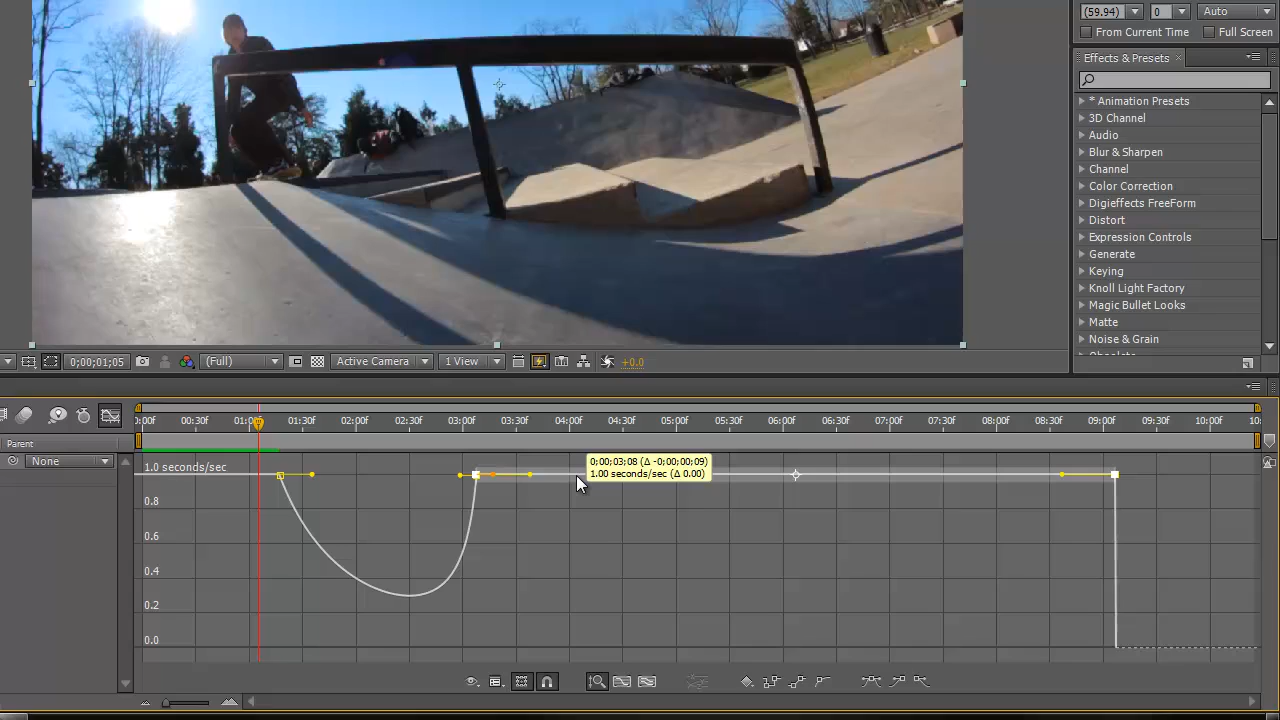 (59.94)
0
Auto
From Current Time
Full Screen
Effects & Presets
* Animation Presets
3D Channel
Audio
Blur & Sharpen
Channel
Color Correction
Digieffects FreeForm
Distort
Expression Controls
Generate
Keying
Knoll Light Factory
Magic Bullet Looks
Matte
Noise & Grain
Obsolete
0;00;01;05
(Full)
Active Camera
1 View
+0.0
00f
00:30f
01:00f
01:30f
02:00f
02:30f
03:00f
03:30f
04:00f
04:30f
05:00f
05:30f
06:00f
06:30f
07:00f
07:30f
08:00f
08:30f
09:00f
09:30f
10:00f
10:
Parent
None
1.0 seconds/sec
0.8
0.6
0.4
0.2
0.0
0;00;03;08 (Δ -0;00;00;09)
1.00 seconds/sec (Δ 0.00)